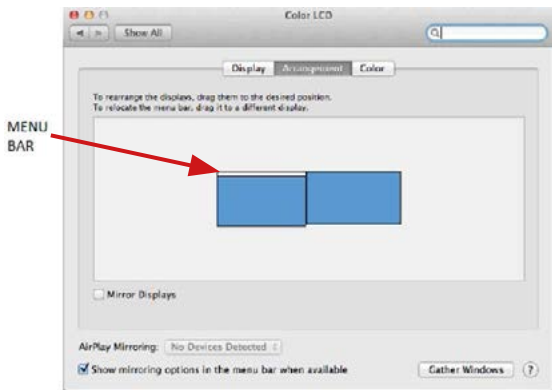 Color LCD
Show All
Display Arrangement Color
To rearrange the displays, drag them to the desired position.
To relocate the menu bar, drag it to a different display.
MENU
BAR
Mirror Displays
AirPlay Mirroring: No Devices Detected
Show mirroring options in the menu bar when available
Gather Windows ?